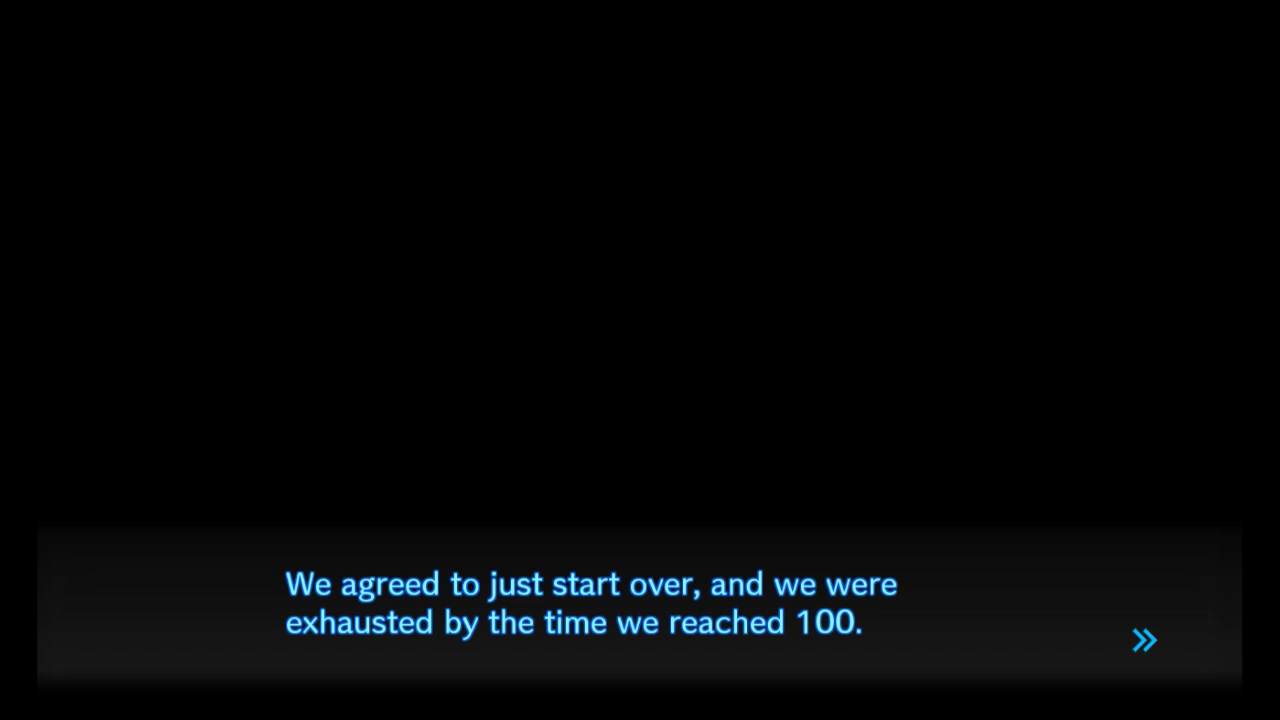 We agreed to just start over, and we were
exhausted by the time we reached 100.